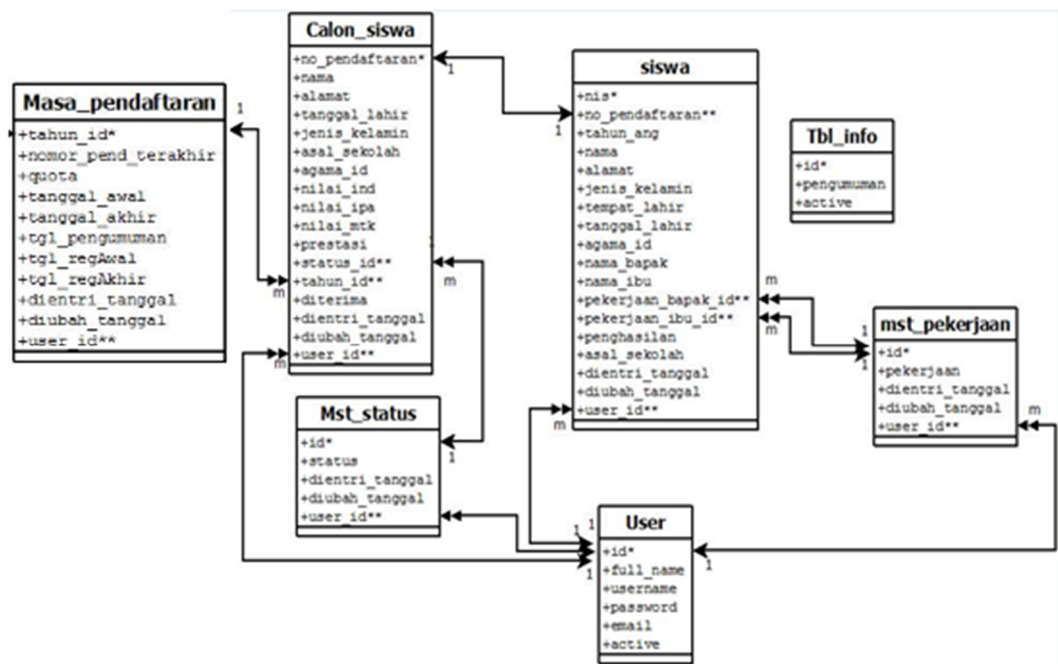 Masa_pendaftaran
+tahun_id*
+nomor_pend_terakhir
+quota
+tanggal_awal
+tanggal_akhir
+tgl_pengumuman
+tgl_regAwal
+tgl_regAkhir
+dientri_tanggal
+diubah_tanggal
+user_id**
1
m
Calon_siswa
+no_pendaftaran*
+nama
+alamat
+tanggal_lahir
+jenis_kelamin
+asal_sekolah
+agama_id
+nilai_ind
+nilai_ipa
+nilai_mtk
+prestasi
+status_id**
+tahun_id**
+diterima
+dientri_tanggal
+diubah_tanggal
+user_id**
1
1
m
m
1
siswa
+nis*
+no_pendaftaran**
+tahun_ang
+nama
+alamat
+jenis_kelamin
+tempat_lahir
+tanggal_lahir
+agama_id
+nama_bapak
+nama_ibu
+pekerjaan_bapak_id**
+pekerjaan_ibu_id**
+penghasilan
+asal_sekolah
+dientri_tanggal
+diubah_tanggal
+user_id**
m
m
m
Tbl_info
+id*
+pengumuman
+active
mst_pekerjaan
+id*
+pekerjaan
+dientri_tanggal
+diubah_tanggal
+user_id**
1
1
m
Mst_status
+id*
+status
+dientri_tanggal
+diubah_tanggal
+user_id**
1
User
+id*
+full_name
+username
+password
+email
+active
1
1
1
1